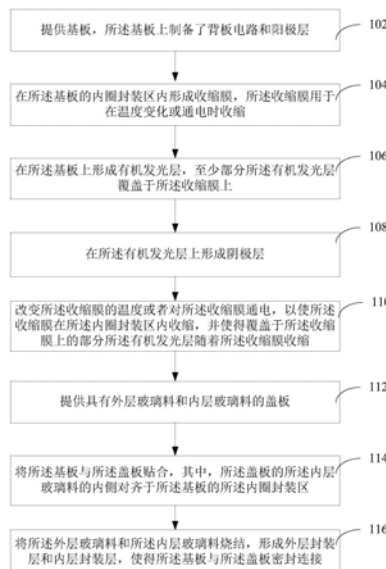 提供基板，所述基板上制备了背板电路和阳极层
102
在所述基板的内圈封装区内形成收缩膜，所述收缩膜用于
在温度变化或通电时收缩
104
在所述基板上形成有机发光层，至少部分所述有机发光层
覆盖于所述收缩膜上
106
在所述有机发光层上形成阴极层
108
改变所述收缩膜的温度或者对所述收缩膜通电，以使所述
收缩膜在所述内圈封装区内收缩，并使得覆盖于所述收缩
膜上的部分所述有机发光层随着所述收缩膜收缩
110
提供具有外层玻璃料和内层玻璃料的盖板
112
将所述基板与所述盖板贴合，其中，所述盖板的所述内层
玻璃料的内侧对齐于所述基板的所述内圈封装区
114
将所述外层玻璃料和所述内层玻璃料烧结，形成外层封装
层和内层封装层，使得所述基板与所述盖板密封连接
116